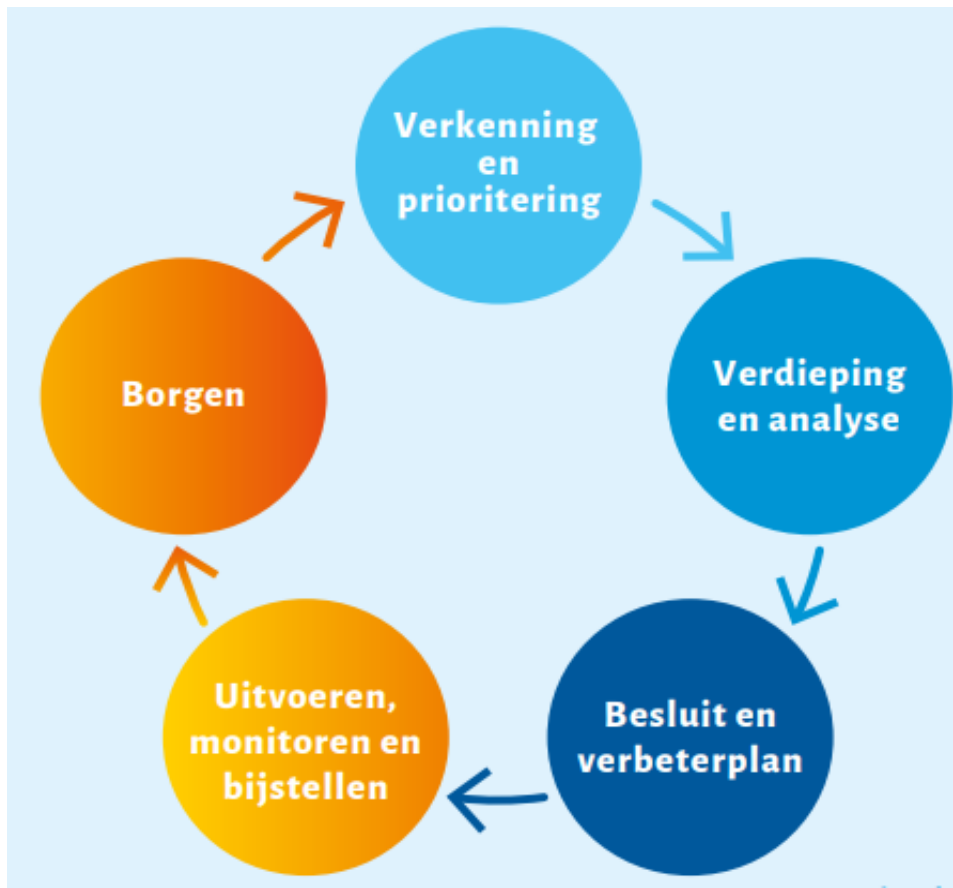 Verkenning
en
prioritering
Verdieping
en analyse
Besluit en
verbeterplan
Uitvoeren,
monitoren en
bijstellen
Borgen